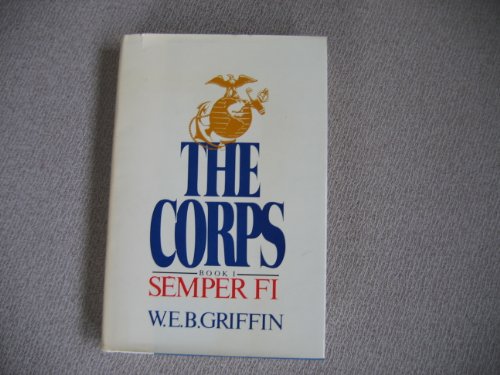 THE
CORPS
BOOK I
SEMPER FI
W.E.B.GRIFFIN